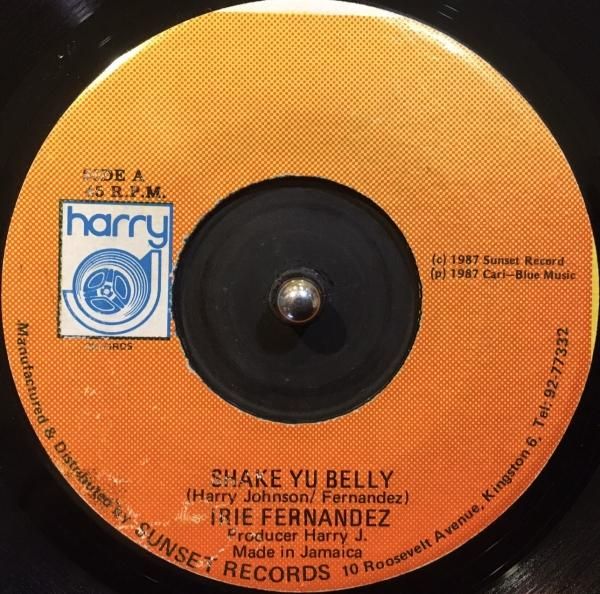 SIDE A
45 R.P.M.
harry J
RECORDS
(c) 1987 Sunset Record
(p) 1987 Carl-Blue Music
SHAKE YU BELLY
(Harry Johnson/ Fernandez)
IRIE FERNANDEZ
Producer Harry J.
Made in Jamaica
Manufactured & Distributed by SUNSET RECORDS 10 Roosevelt Avenue, Kingston 6, Tel: 92-77332